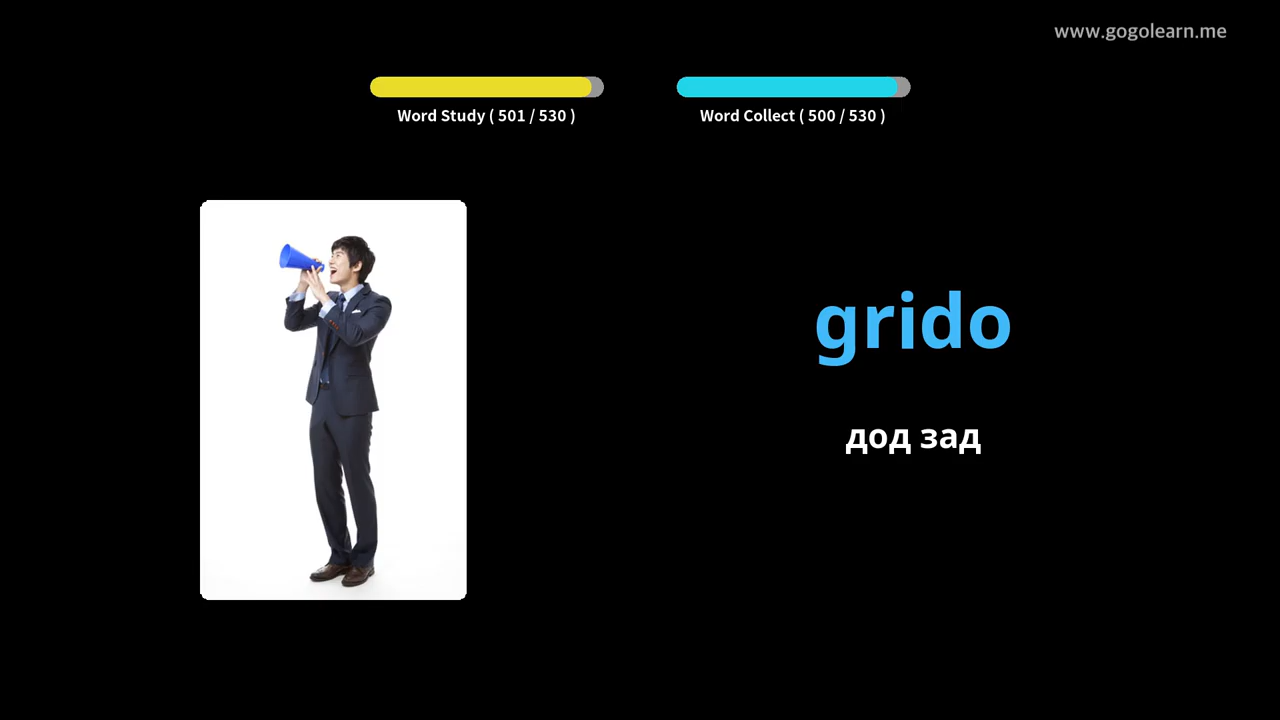 www.gogolearn.me
Word Study ( 501 / 530 )
Word Collect ( 500 / 530 )
grido
дод зад